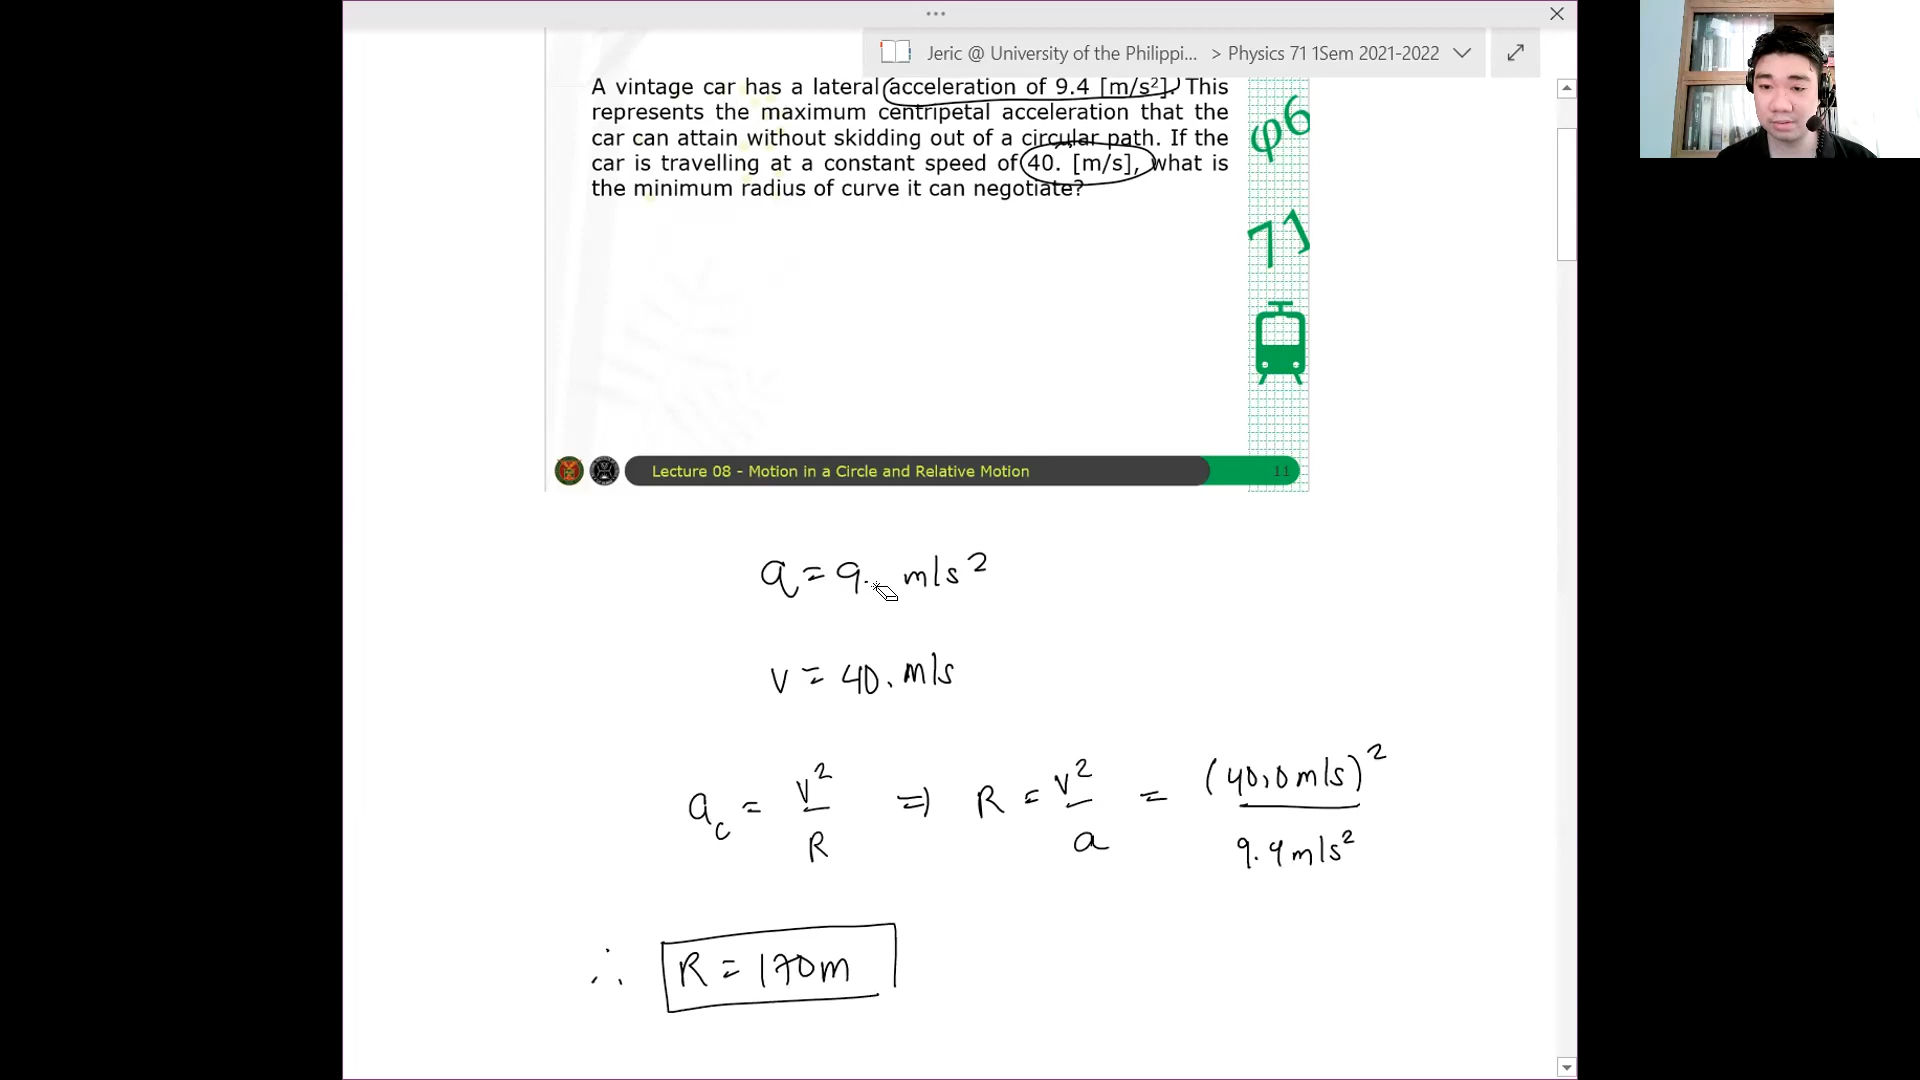 ...
Jeric @ University of the Philippi... > Physics 71 1Sem 2021-2022
A vintage car has a lateral acceleration of 9.4 [m/s²]. This
represents the maximum centripetal acceleration that the
car can attain without skidding out of a circular path. If the
car is travelling at a constant speed of 40. [m/s], what is
the minimum radius of curve it can negotiate?
φ6
71
Lecture 08 - Motion in a Circle and Relative Motion
11
a = 9. m/s²
v = 40. m/s
a_c = v²/R ⇒ R = v²/a = (40.0 m/s)²/9.4 m/s²
∴ R = 170m